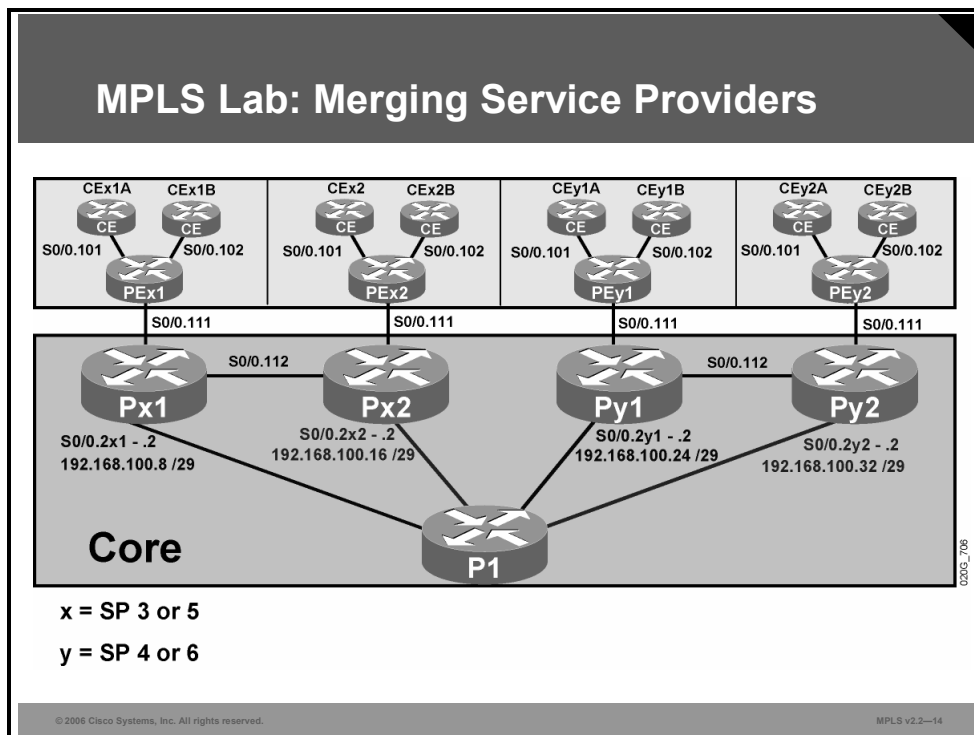 MPLS Lab: Merging Service Providers
CEx1A CEx1B CEx2 CEx2B CEy1A CEy1B CEy2A CEy2B
CE CE CE CE CE CE CE CE
S0/0.101 S0/0.102 S0/0.101 S0/0.102 S0/0.101 S0/0.102 S0/0.101 S0/0.102
PEx1 PEx2 PEy1 PEy2
S0/0.111 S0/0.111 S0/0.111 S0/0.111
S0/0.112 S0/0.112
Px1 Px2 Py1 Py2
S0/0.2x1 - .2 S0/0.2x2 - .2 S0/0.2y1 - .2 S0/0.2y2 - .2
192.168.100.8 /29 192.168.100.16 /29 192.168.100.24 /29 192.168.100.32 /29
Core
P1
020G_706
x = SP 3 or 5
y = SP 4 or 6
© 2006 Cisco Systems, Inc. All rights reserved.
MPLS v2.2—14